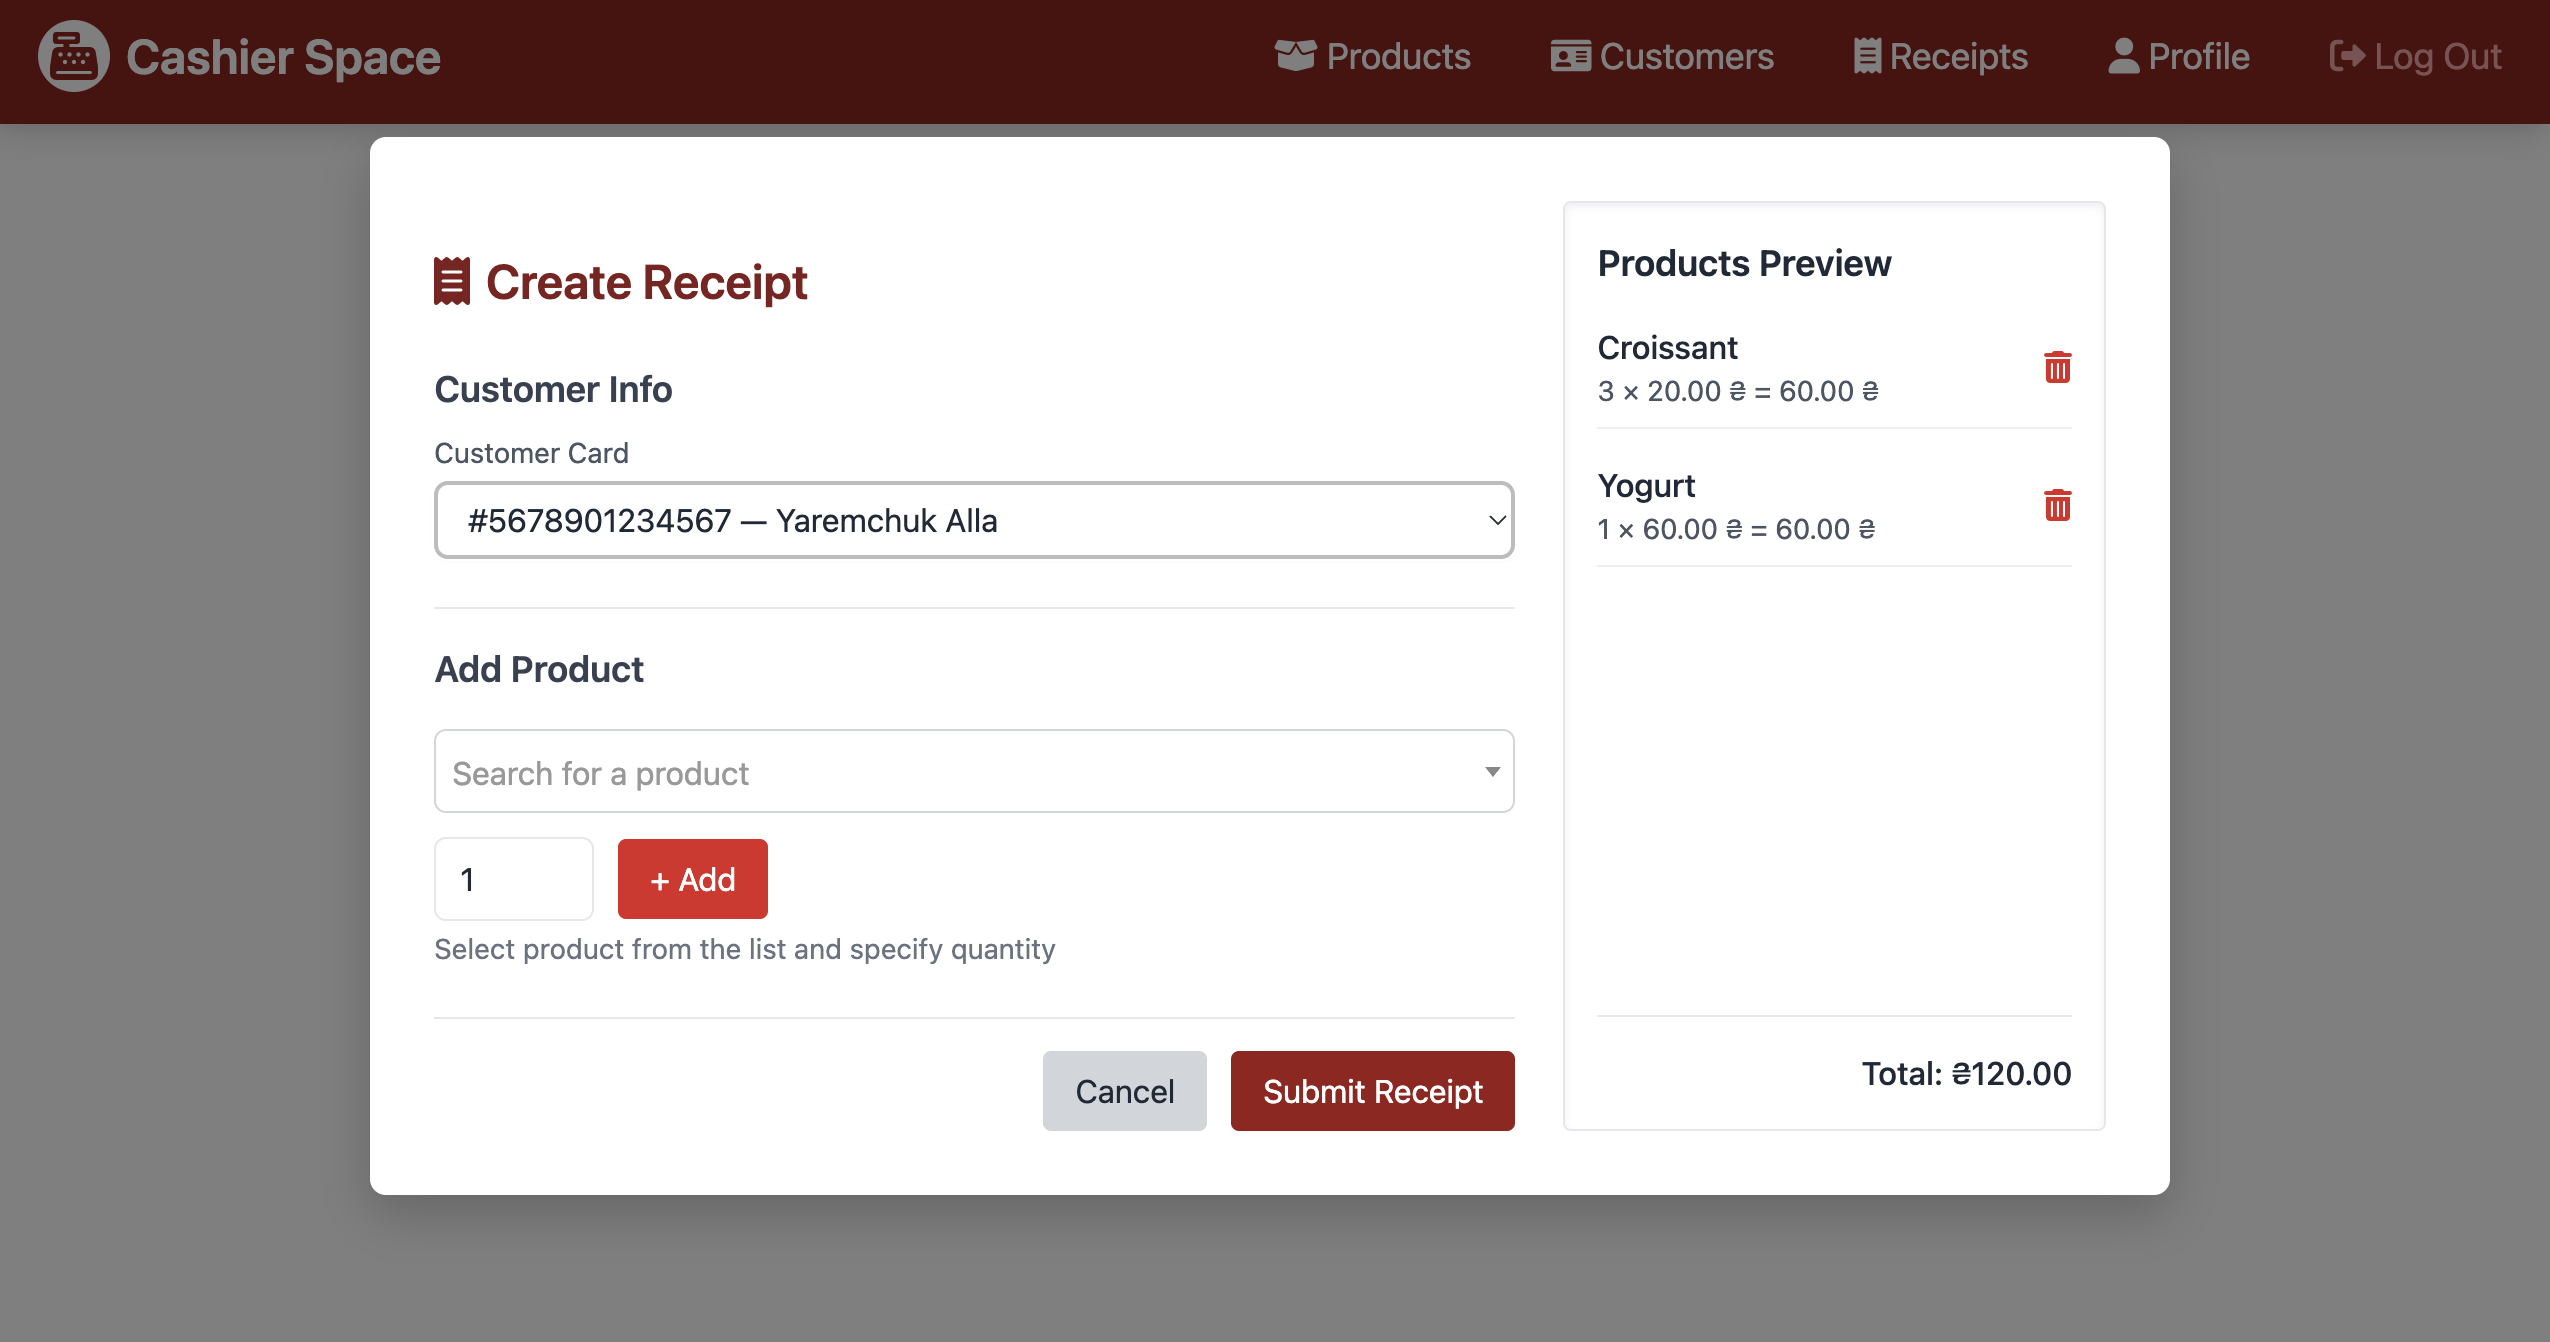 Cashier Space
Products
Customers
Receipts
Profile
Log Out
Create Receipt
Customer Info
Customer Card
#5678901234567 — Yaremchuk Alla
Add Product
Search for a product
1
+ Add
Select product from the list and specify quantity
Cancel
Submit Receipt
Products Preview
Croissant
3 × 20.00 ₴ = 60.00 ₴
Yogurt
1 × 60.00 ₴ = 60.00 ₴
Total: ₴120.00